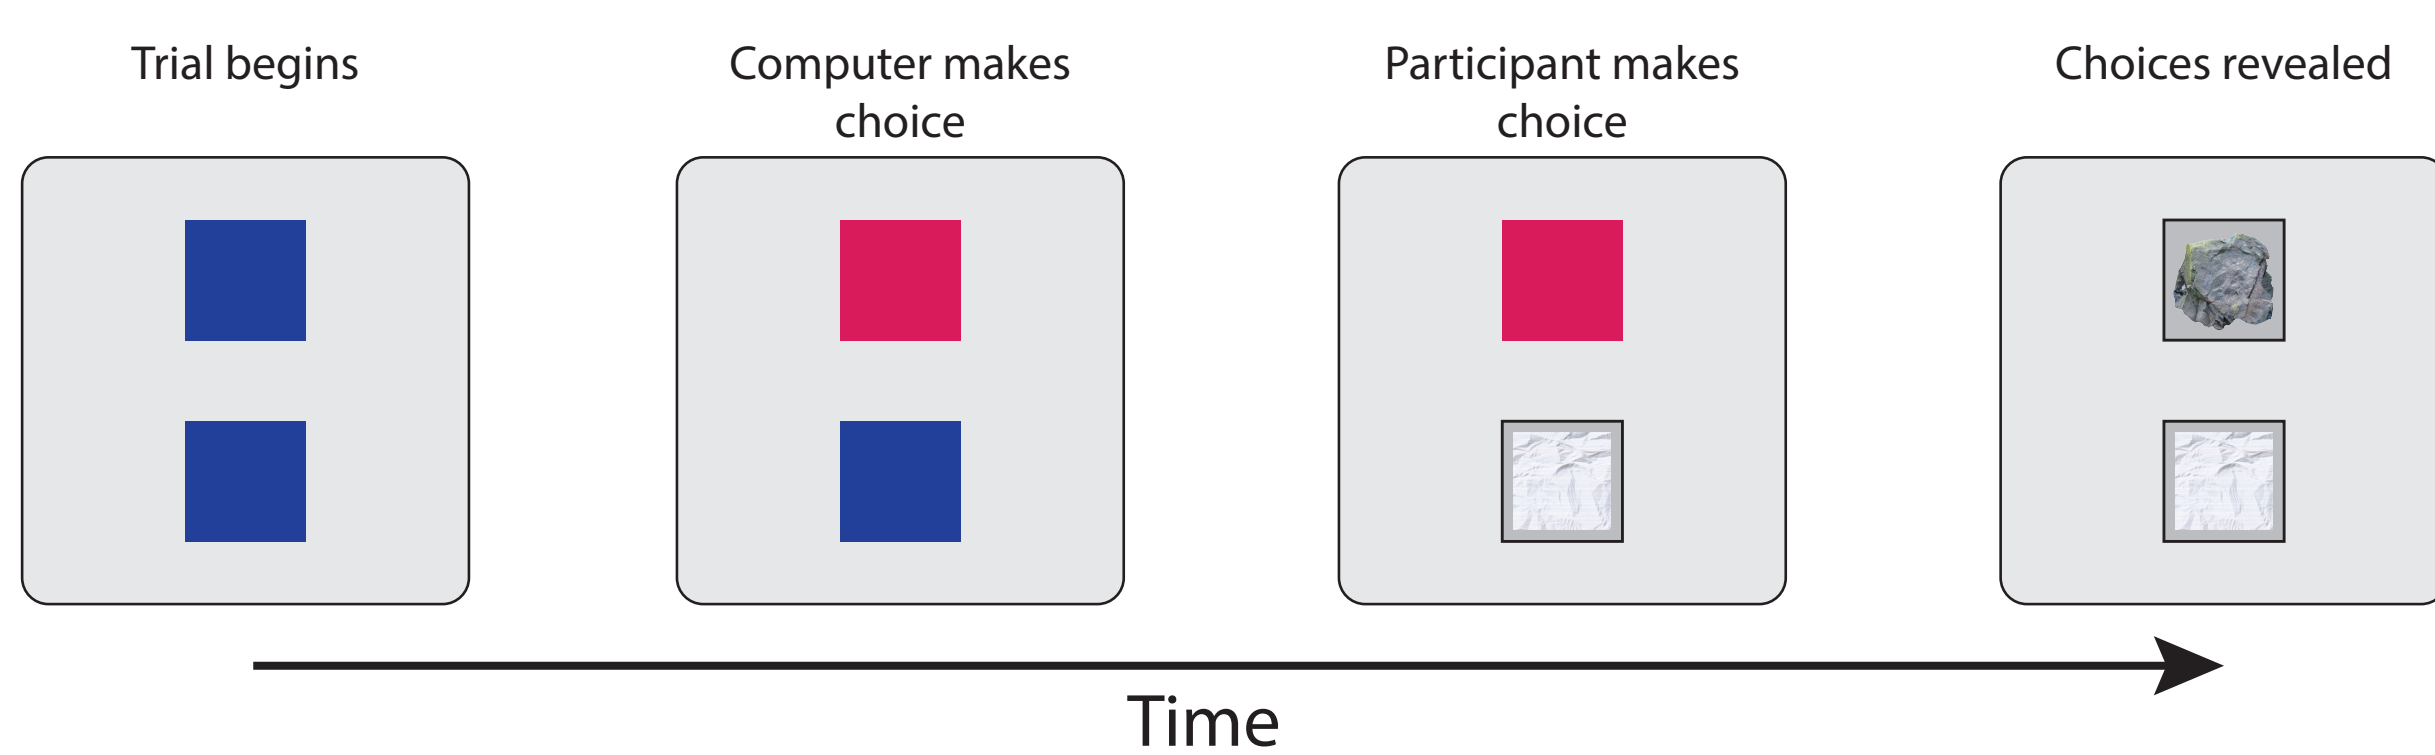 Trial begins
Computer makes
choice
Participant makes
choice
Choices revealed
Time